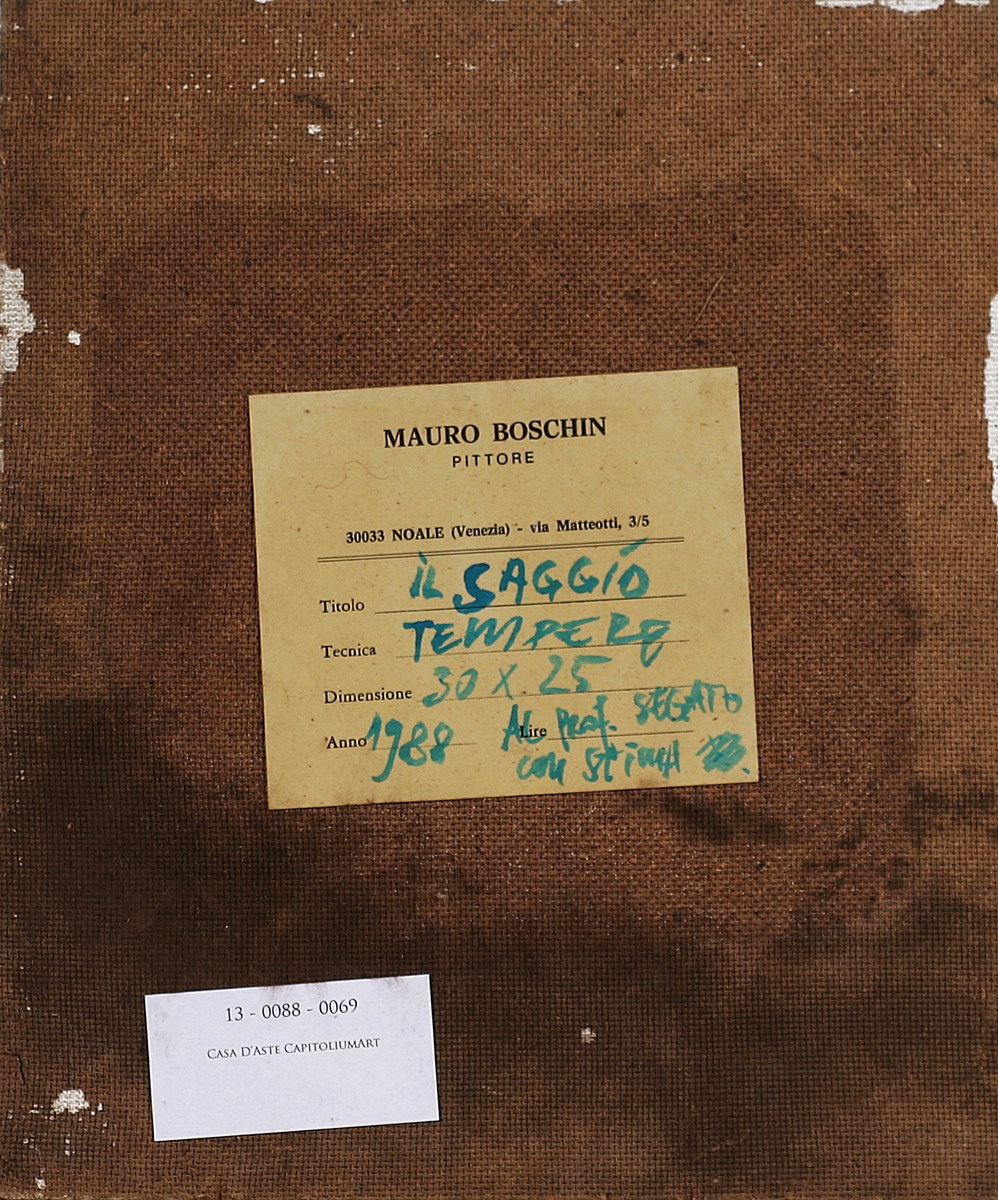 MAURO BOSCHIN
PITTORE
30033 NOALE (Venezia) - via Matteotti, 3/5
Titolo IL SAGGIO
Tecnica TEMPERE
Dimensione 30 X 25
Anno 1988 Lire AL Prof. SEGATO
con STIMA
13 - 0088 - 0069
CASA D'ASTE CAPITOLIUMART